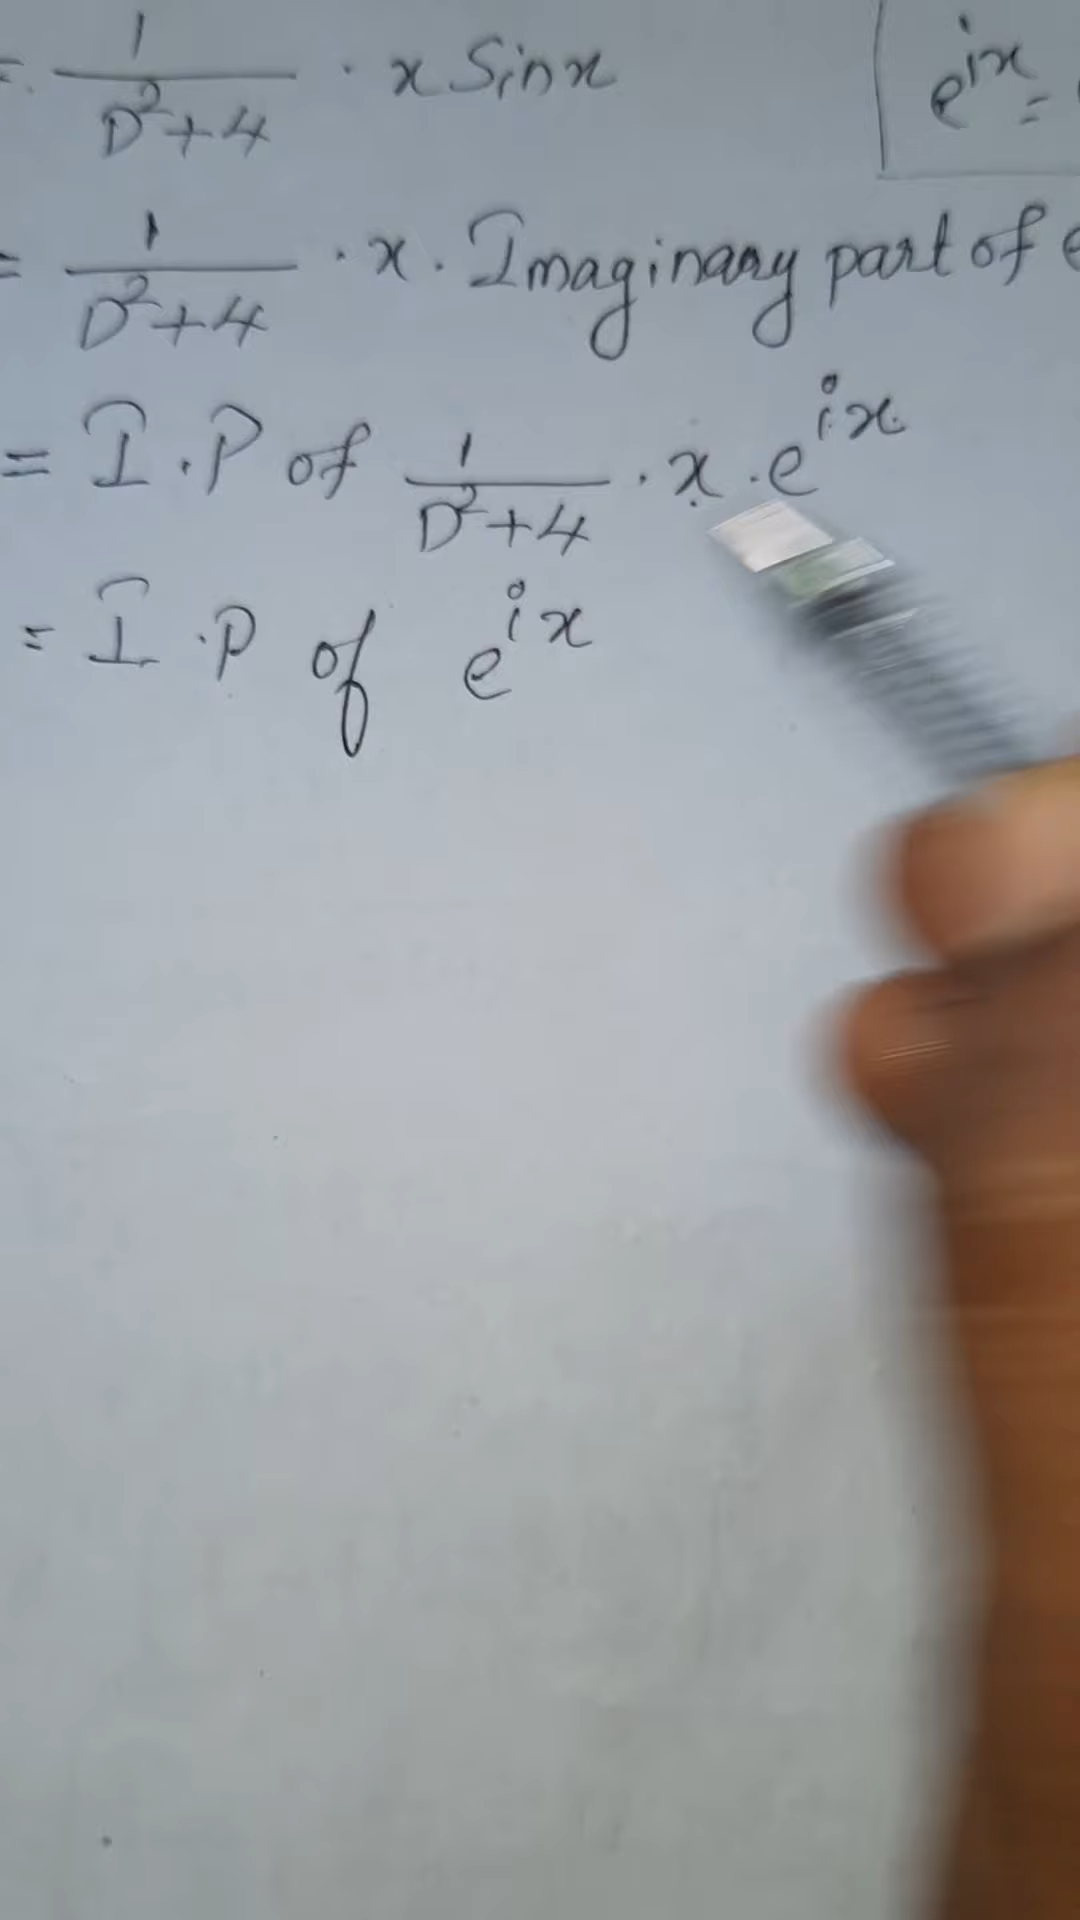 = 1/(D²+4) · x Sin x
e^ix =
= 1/(D²+4) · x · Imaginary part of e
= I.P of 1/(D²+4) · x · e^ix
= I.P of e^ix